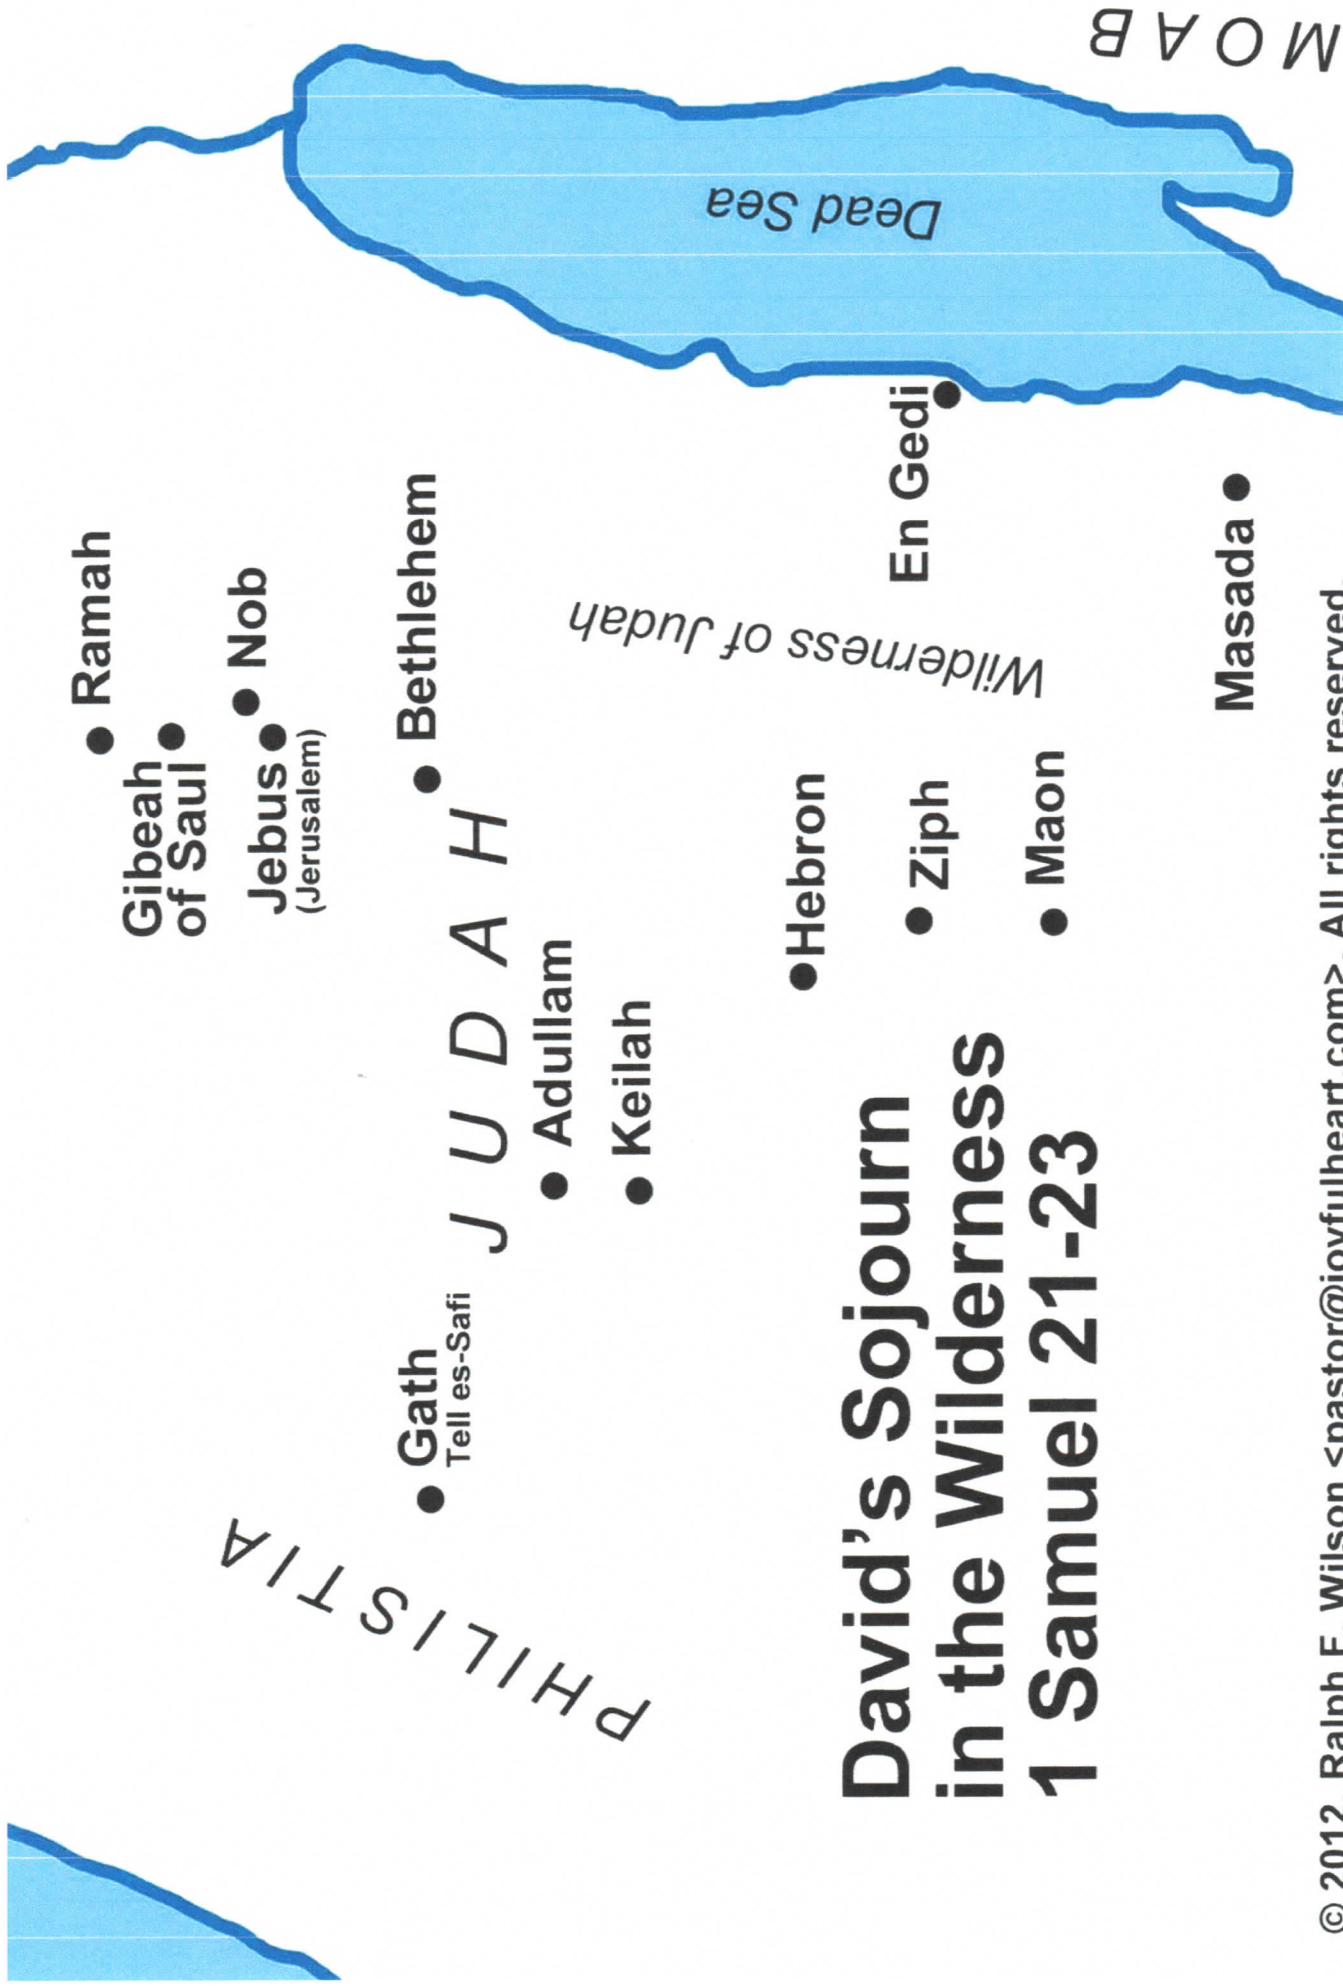 MOAB
Dead Sea
Ramah
Gibeah
of Saul
Nob
Jebus
(Jerusalem)
Bethlehem
JUDAH
Gath
Tell es-Safi
PHILISTIA
Adullam
Keilah
Wilderness of Judah
Hebron
En Gedi
Ziph
Maon
Masada
David's Sojourn
in the Wilderness
1 Samuel 21-23
© 2012, Ralph F. Wilson <pastor@joyfulheart.com>. All rights reserved.